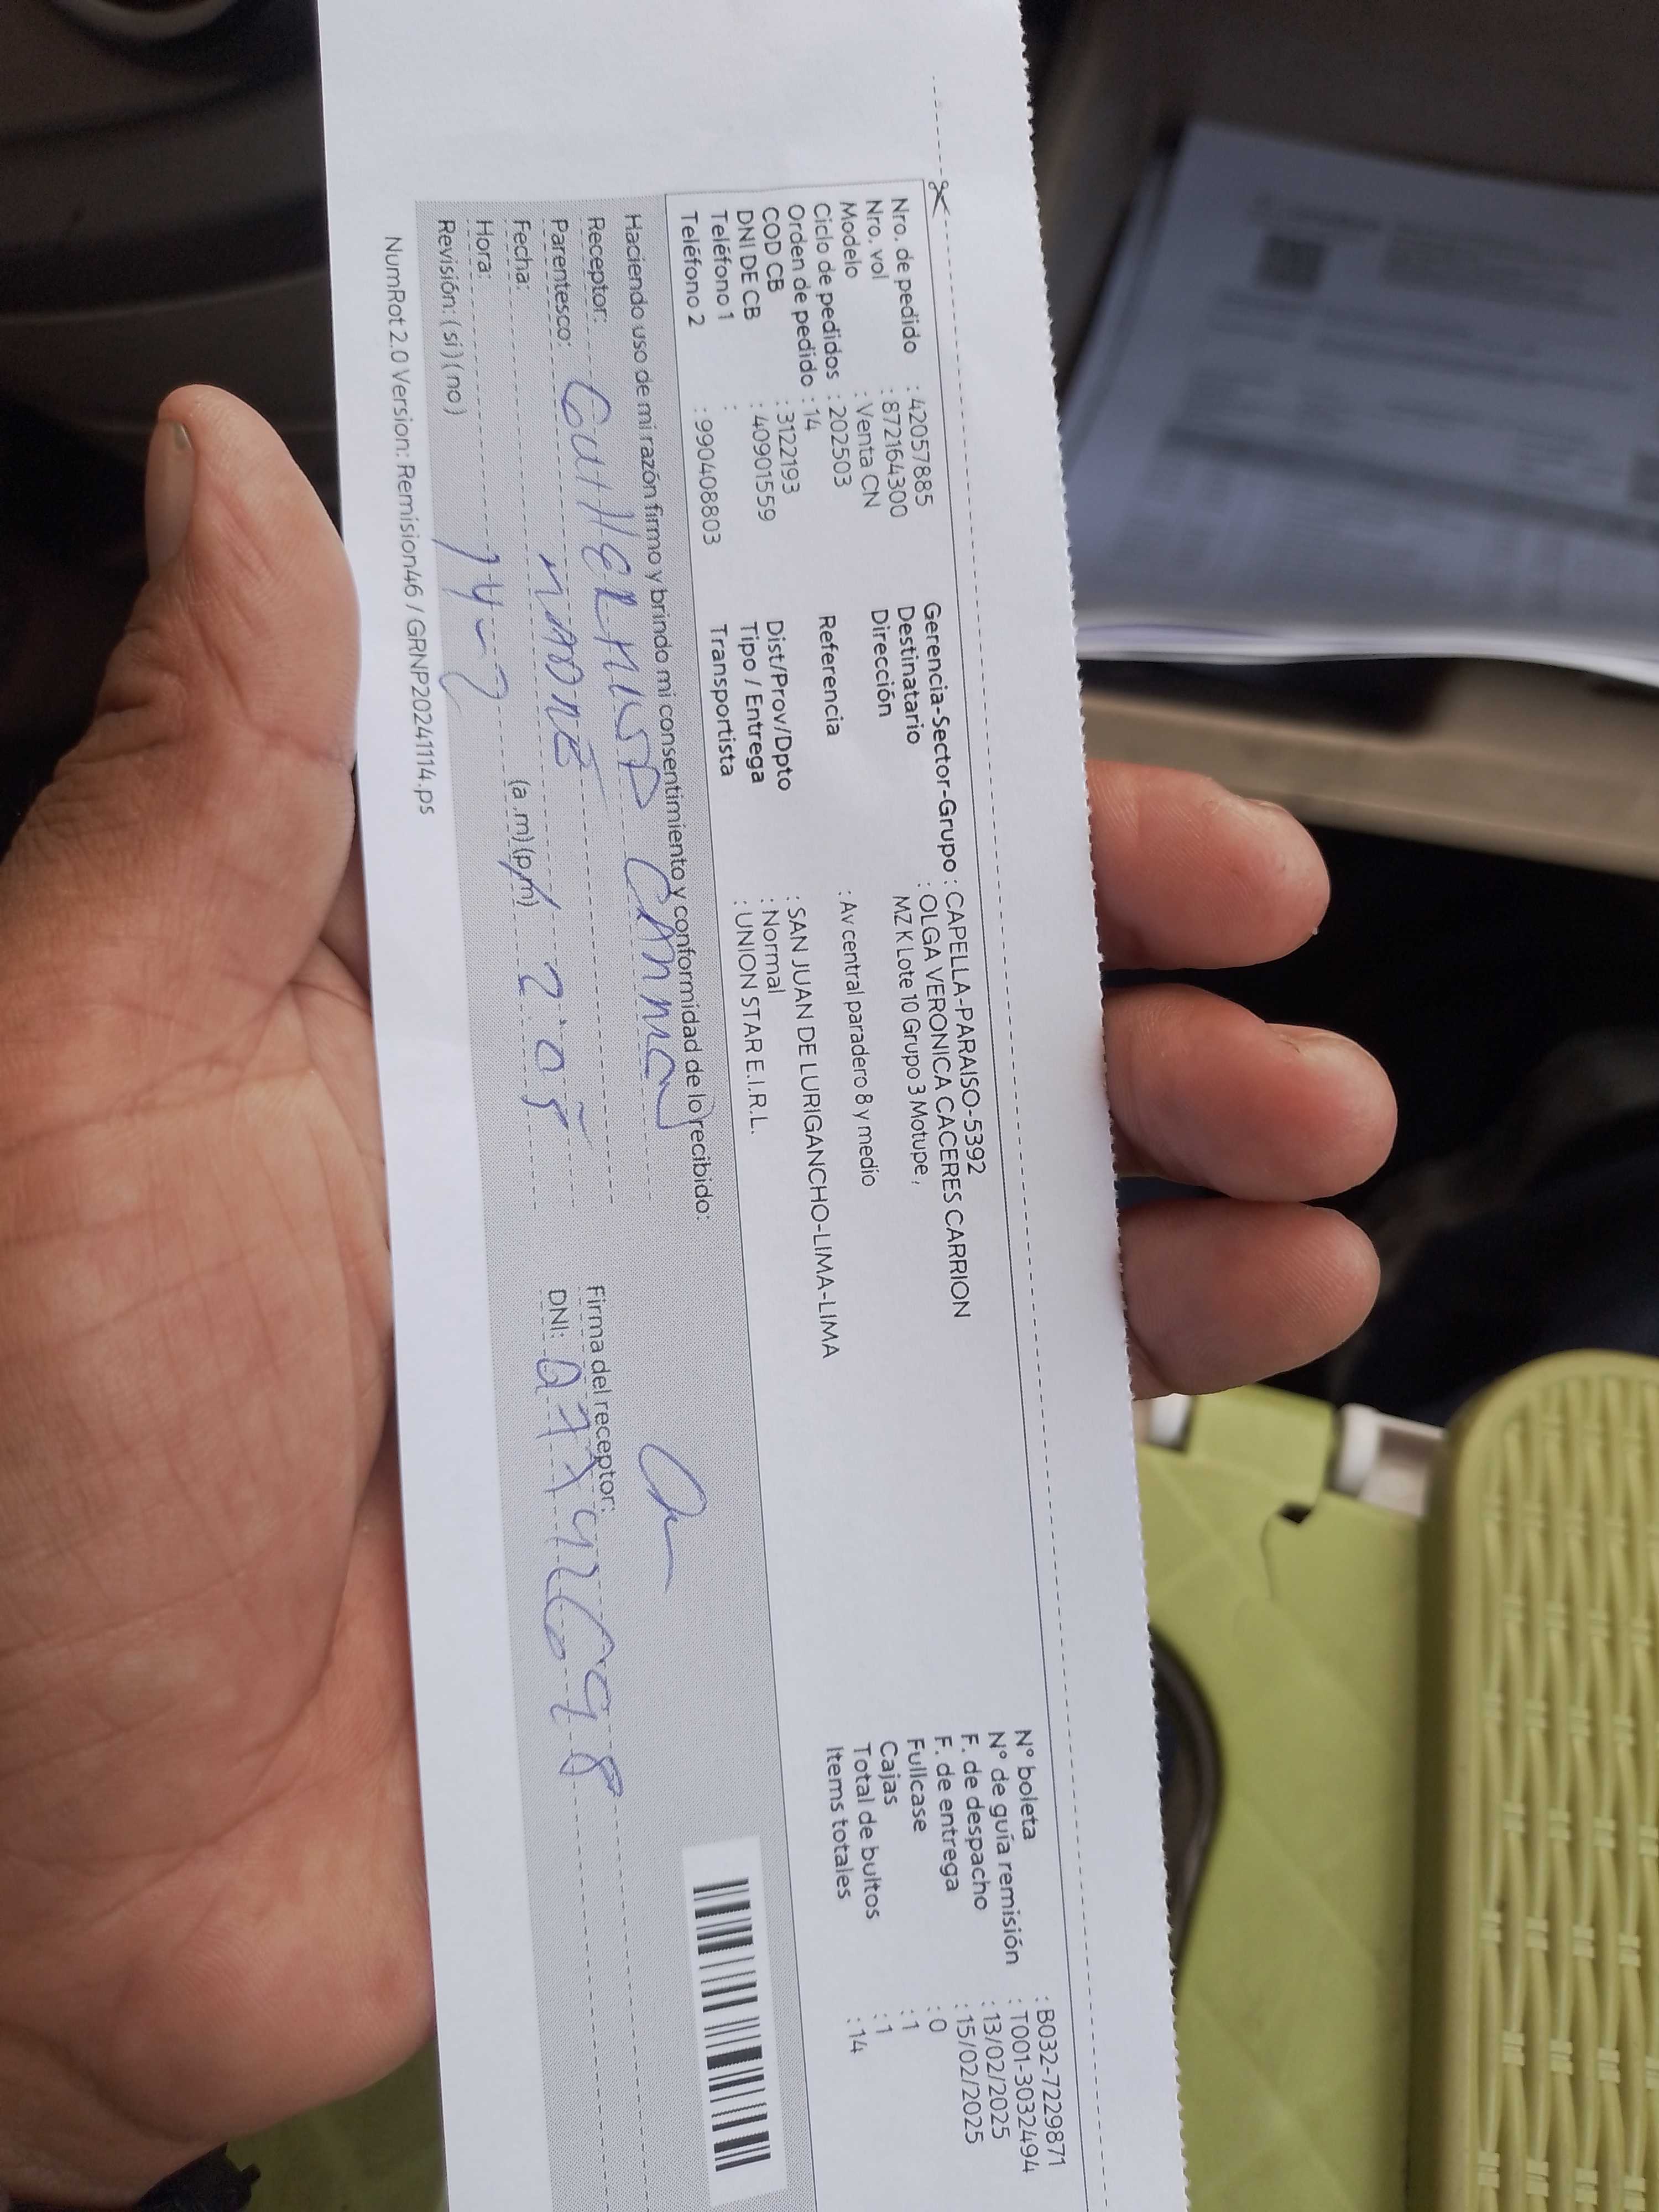 Nro. de pedido : 42057885
Nro. vol : 872164300
Modelo : Venta CN
Ciclo de pedidos : 202503
Orden de pedido : 14
COD CB : 3122193
DNI DE CB : 40901559
Teléfono 1 :
Teléfono 2 : 990408803
Gerencia-Sector-Grupo : CAPELLA-PARAISO-5392
Destinatario : OLGA VERONICA CACERES CARRION
Dirección MZ K Lote 10 Grupo 3 Motupe ,
Referencia : Av central paradero 8 y medio
Dist/Prov/Dpto : SAN JUAN DE LURIGANCHO-LIMA-LIMA
Tipo / Entrega : Normal
Transportista : UNION STAR E.I.R.L.
N° boleta : B032-7229871
N° de guía remisión : T001-3032494
F. de despacho : 13/02/2025
F. de entrega : 15/02/2025
Fullcase : 0
Cajas : 1
Total de bultos : 1
Items totales : 14
Haciendo uso de mi razón firmo y brindo mi consentimiento y conformidad de lo recibido:
Receptor:
Parentesco: MADRE
Fecha: 14-2
Hora: (a.m) (p.m) 2:05
Revisión: (si) (no)
Firma del receptor:
DNI:
NumRot 2.0 Version: Remision46 / GRNP20241114.ps